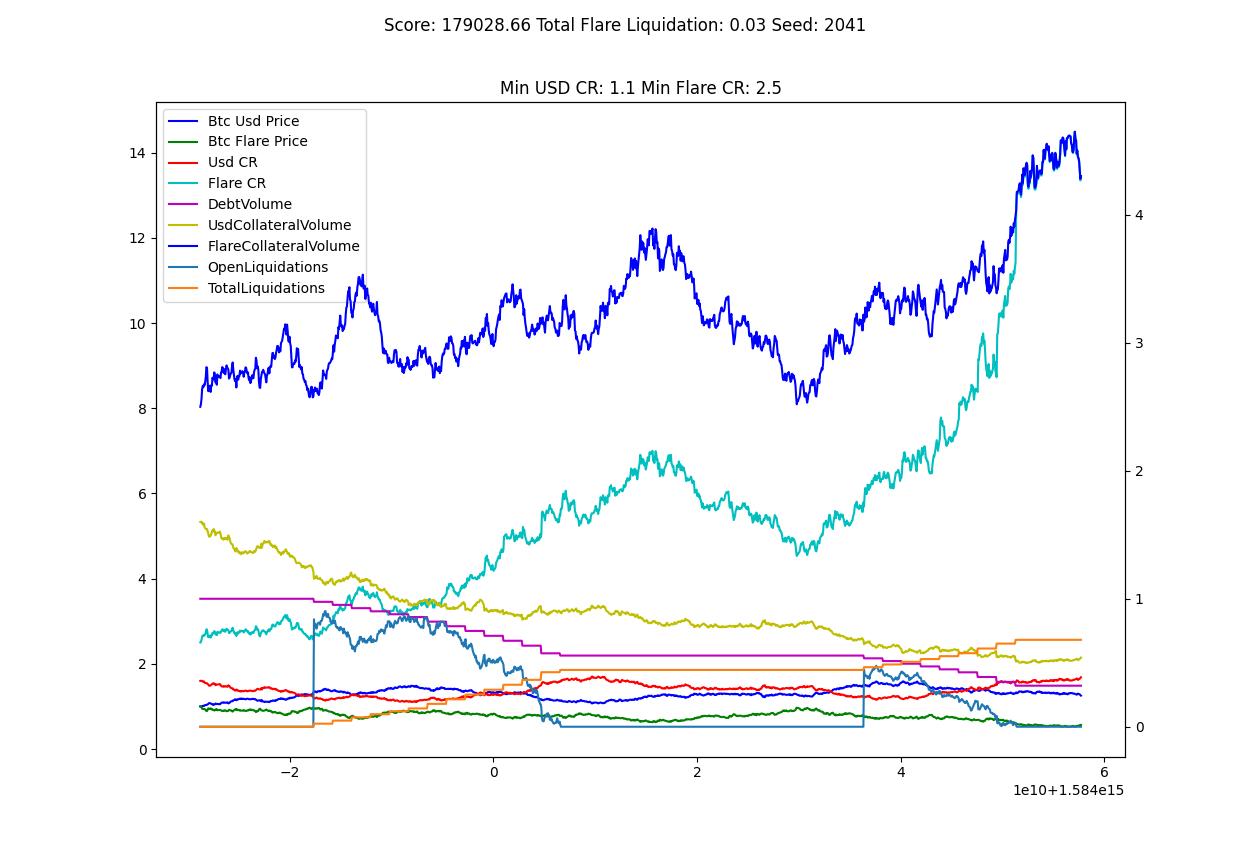 Score: 179028.66 Total Flare Liquidation: 0.03 Seed: 2041
Min USD CR: 1.1 Min Flare CR: 2.5
Btc Usd Price
Btc Flare Price
Usd CR
Flare CR
DebtVolume
UsdCollateralVolume
FlareCollateralVolume
OpenLiquidations
TotalLiquidations
14
12
10
8
6
4
2
0
4
3
2
1
0
−2
0
2
4
6
1e10+1.584e15